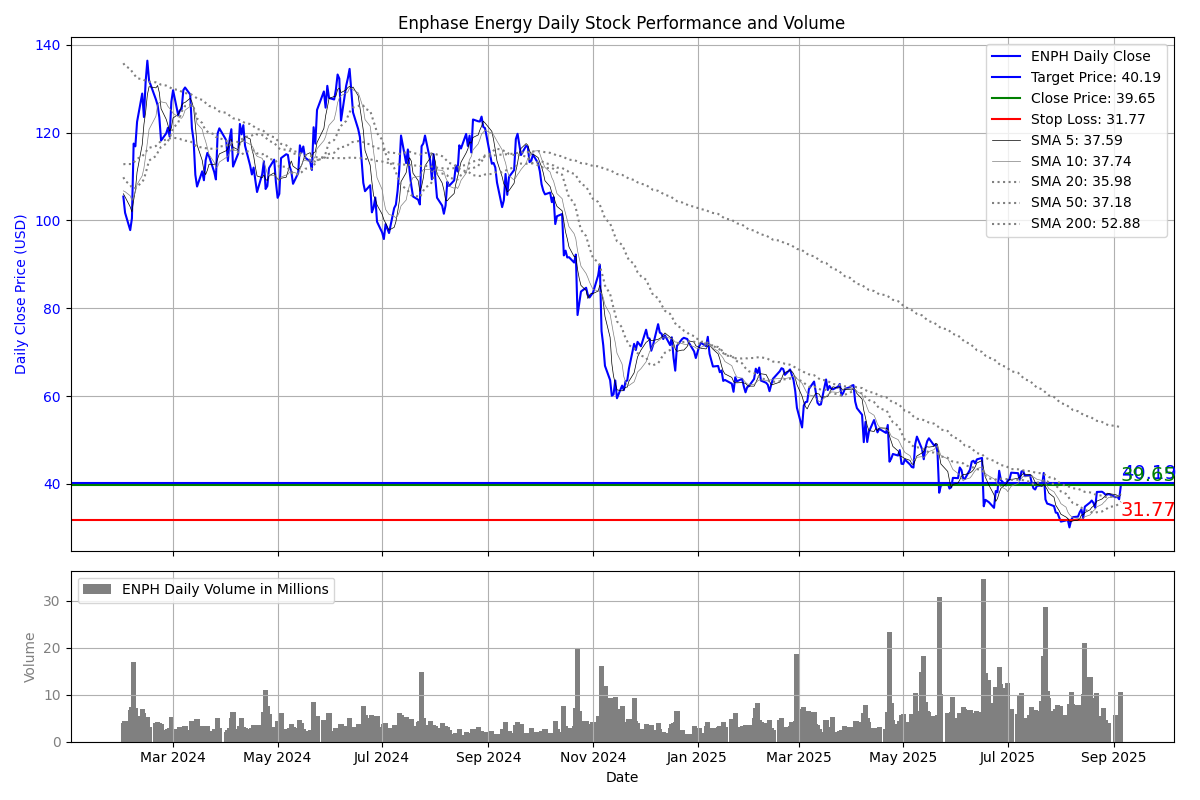 Enphase Energy Daily Stock Performance and Volume
Daily Close Price (USD)
140
120
100
80
60
40
ENPH Daily Close
Target Price: 40.19
Close Price: 39.65
Stop Loss: 31.77
SMA 5: 37.59
SMA 10: 37.74
SMA 20: 35.98
SMA 50: 37.18
SMA 200: 52.88
40.19
39.65
31.77
Volume
30
20
10
0
ENPH Daily Volume in Millions
Mar 2024 May 2024 Jul 2024 Sep 2024 Nov 2024 Jan 2025 Mar 2025 May 2025 Jul 2025 Sep 2025
Date